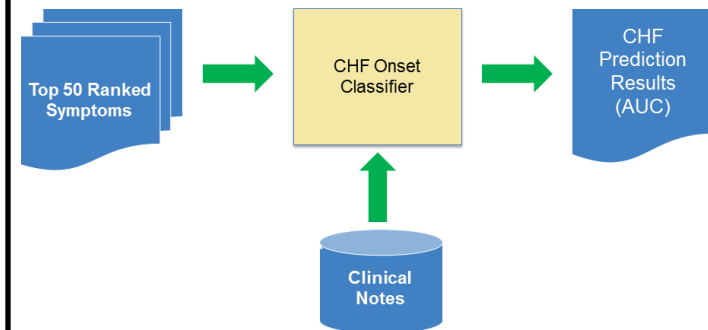 Top 50 Ranked
Symptoms
CHF Onset
Classifier
CHF
Prediction
Results
(AUC)
Clinical
Notes